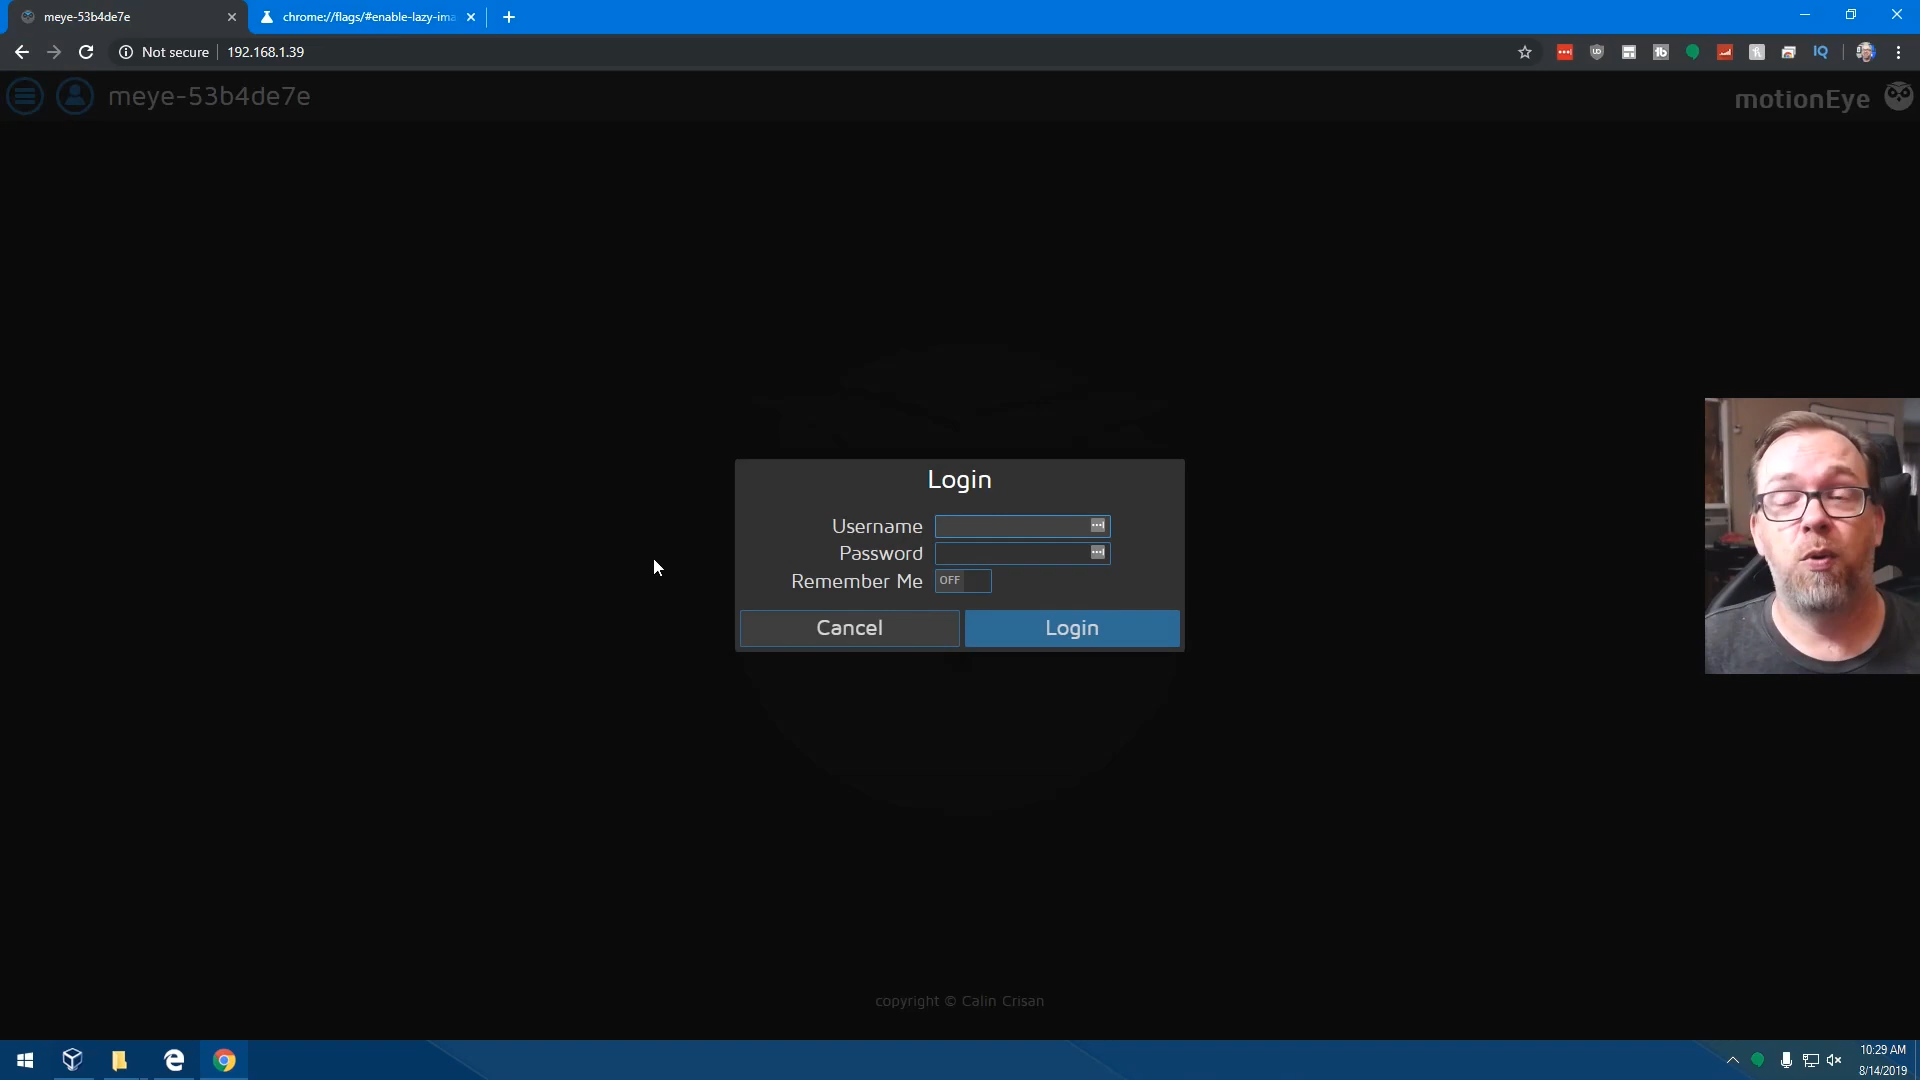 meye-53b4de7e
chrome://flags/#enable-lazy-ima
Not secure
192.168.1.39
meye-53b4de7e
motionEye
Login
Username
Password
Remember Me
OFF
Cancel
Login
copyright © Calin Crisan
10:29 AM
8/14/2019
IQ